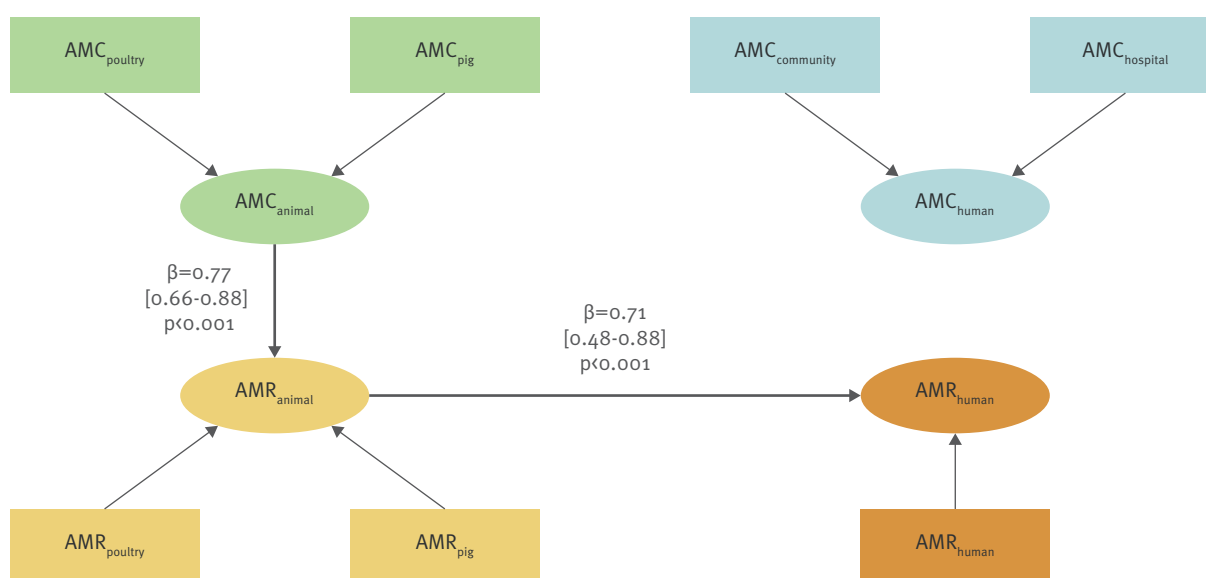 AMCpoultry
AMCpig
AMCcommunity
AMChospital
AMCanimal
AMChuman
β=0.77
[0.66-0.88]
p<0.001
β=0.71
[0.48-0.88]
p<0.001
AMRanimal
AMRhuman
AMRpoultry
AMRpig
AMRhuman